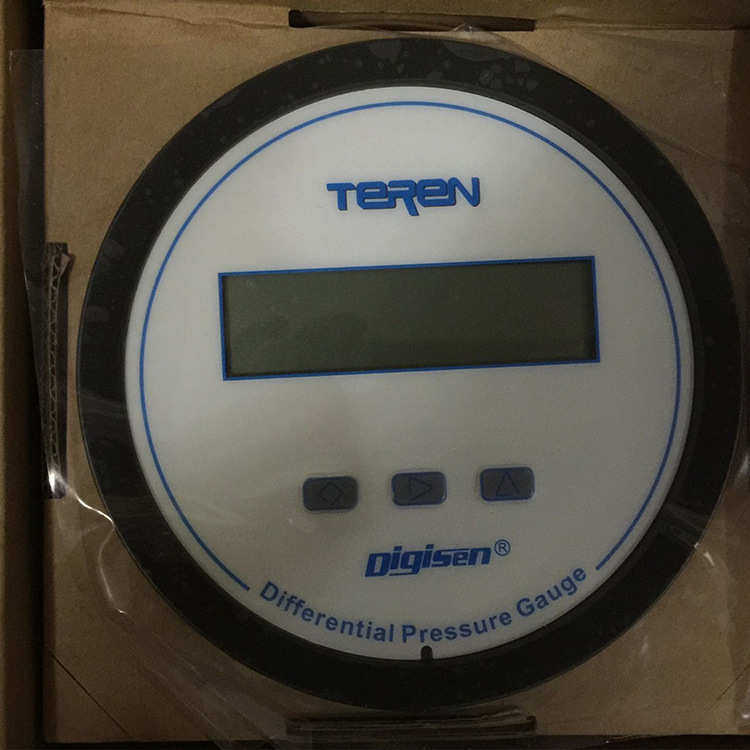 TEREN
Digisen®
Differential Pressure Gauge